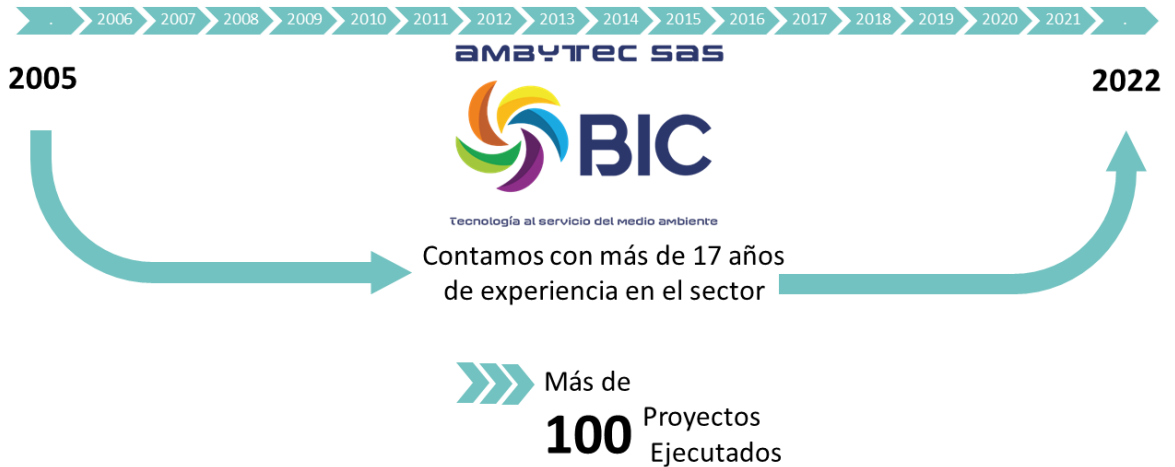 . 2006 2007 2008 2009 2010 2011 2012 2013 2014 2015 2016 2017 2018 2019 2020 2021 .
AMBYTEC SAS
2005
2022
BIC
Tecnología al servicio del medio ambiente
Contamos con más de 17 años
de experiencia en el sector
Más de
100 Proyectos
Ejecutados